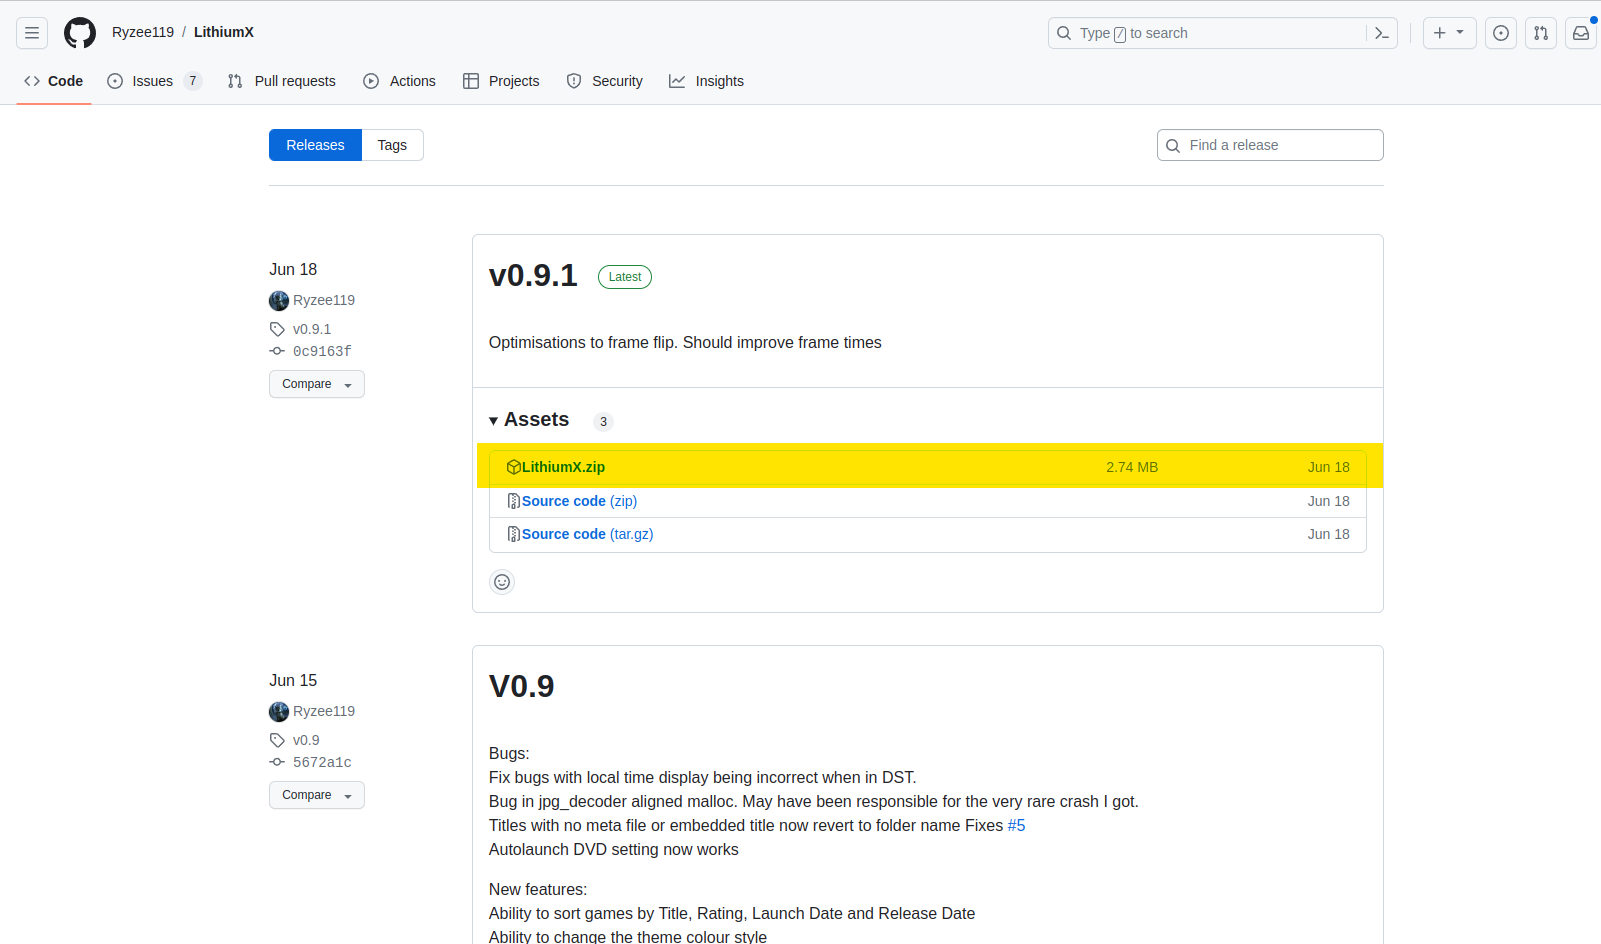 Ryzee119 / LithiumX
Type / to search
Code
Issues 7
Pull requests
Actions
Projects
Security
Insights
Releases
Tags
Find a release
Jun 18
Ryzee119
v0.9.1
0c9163f
Compare
v0.9.1 Latest
Optimisations to frame flip. Should improve frame times
Assets 3
LithiumX.zip 2.74 MB Jun 18
Source code (zip) Jun 18
Source code (tar.gz) Jun 18
Jun 15
Ryzee119
v0.9
5672a1c
Compare
V0.9
Bugs:
Fix bugs with local time display being incorrect when in DST.
Bug in jpg_decoder aligned malloc. May have been responsible for the very rare crash I got.
Titles with no meta file or embedded title now revert to folder name Fixes #5
Autolaunch DVD setting now works
New features:
Ability to sort games by Title, Rating, Launch Date and Release Date
Ability to change the theme colour style